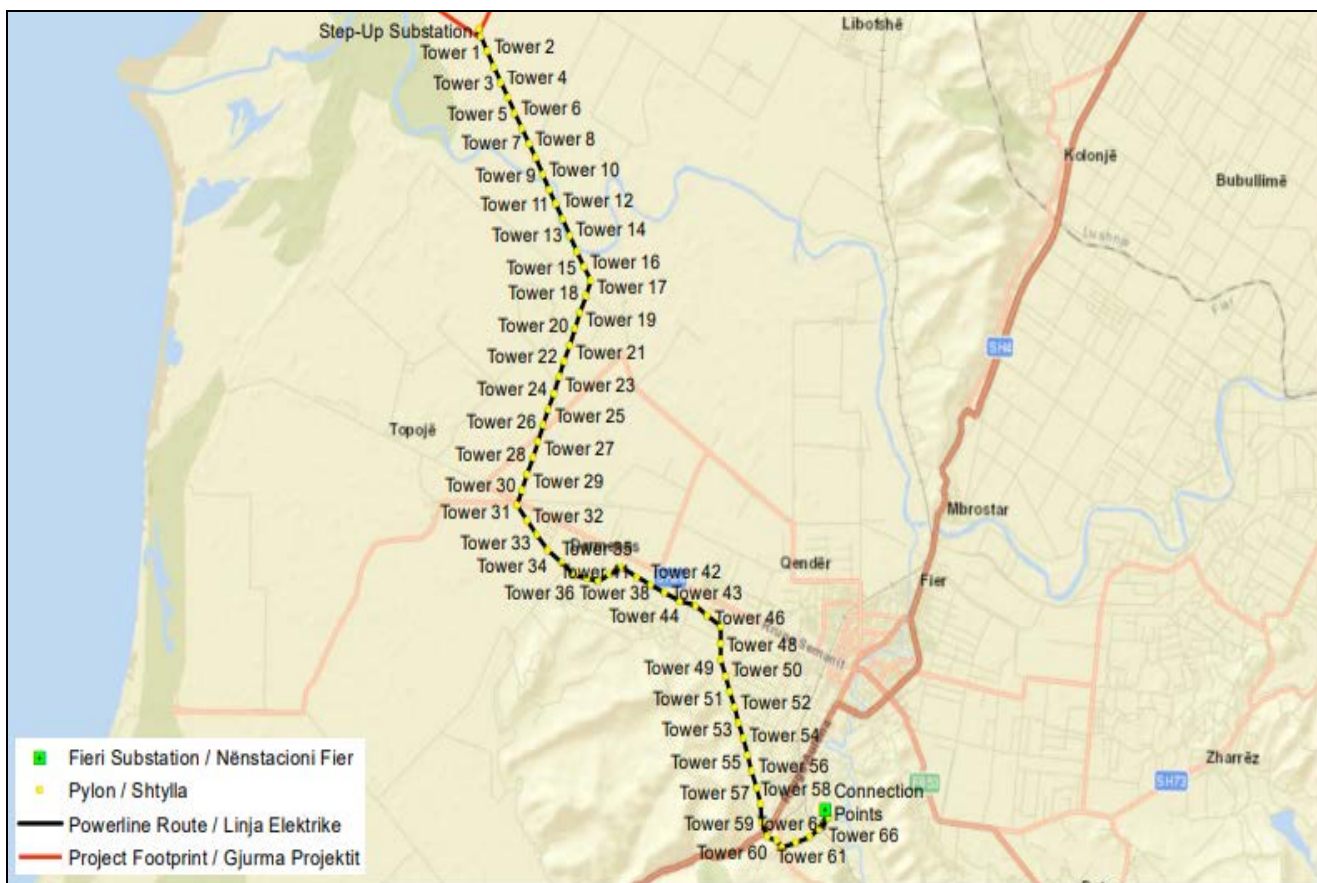 Libofshë
Step-Up Substation
Tower 1
Tower 2
Tower 3
Tower 4
Tower 5
Tower 6
Tower 7
Tower 8
Tower 9
Tower 10
Tower 11
Tower 12
Tower 13
Tower 14
Tower 15
Tower 16
Tower 17
Tower 18
Tower 19
Tower 20
Tower 21
Tower 22
Tower 23
Tower 24
Tower 25
Tower 26
Tower 27
Tower 28
Tower 29
Tower 30
Tower 31
Tower 32
Tower 33
Tower 34
Tower 35
Tower 36
Tower 38
Tower 41
Tower 42
Tower 43
Tower 44
Tower 46
Tower 48
Tower 49
Tower 50
Tower 51
Tower 52
Tower 53
Tower 54
Tower 55
Tower 56
Tower 57
Tower 58
Tower 59
Tower 60
Tower 61
Tower 66
Connection
Points
Kolonjë
Bubullimë
Lushnje
Fier
SH4
Topojë
Mbrostar
Qendër
Fier
Zharrëz
SH73
Fieri Substation / Nënstacioni Fier
Pylon / Shtylla
Powerline Route / Linja Elektrike
Project Footprint / Gjurma Projektit